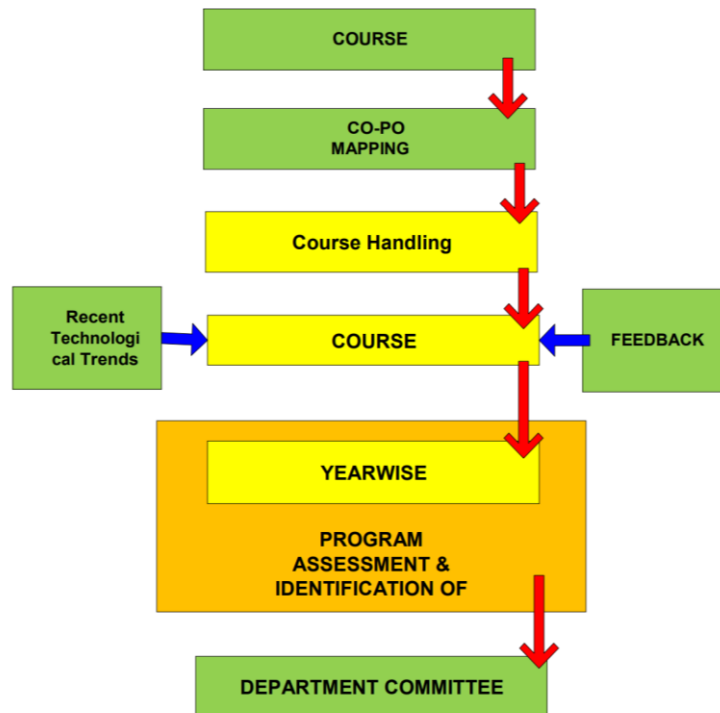 COURSE
CO-PO
MAPPING
Course Handling
Recent
Technologi
cal Trends
COURSE
FEEDBACK
YEARWISE
PROGRAM
ASSESSMENT &
IDENTIFICATION OF
DEPARTMENT COMMITTEE